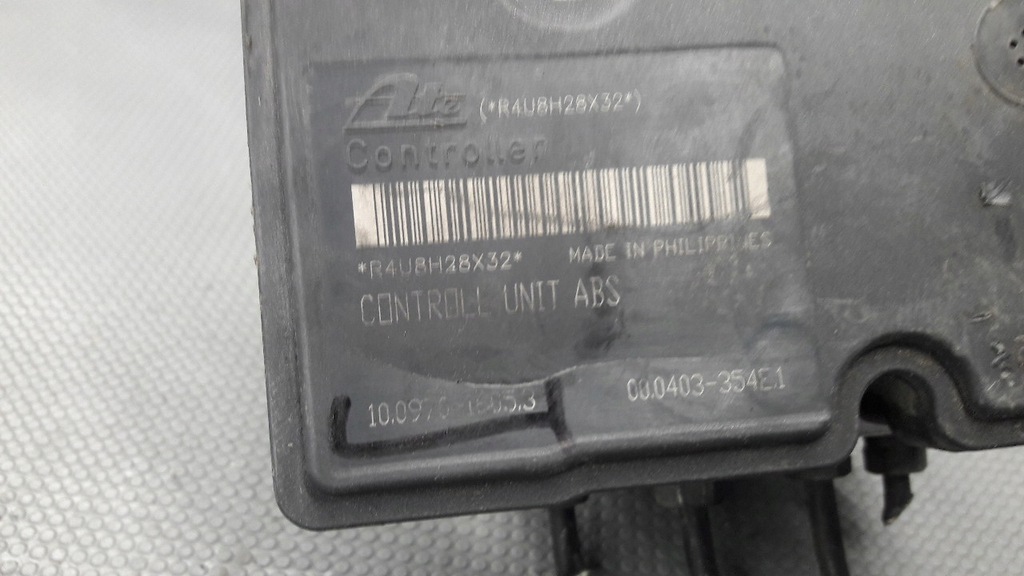 Ate (*R4U8H28X32*)
Controller
*R4U8H28X32* MADE IN PHILIPPINES
CONTROLL UNIT ABS
00.0403-354E.1